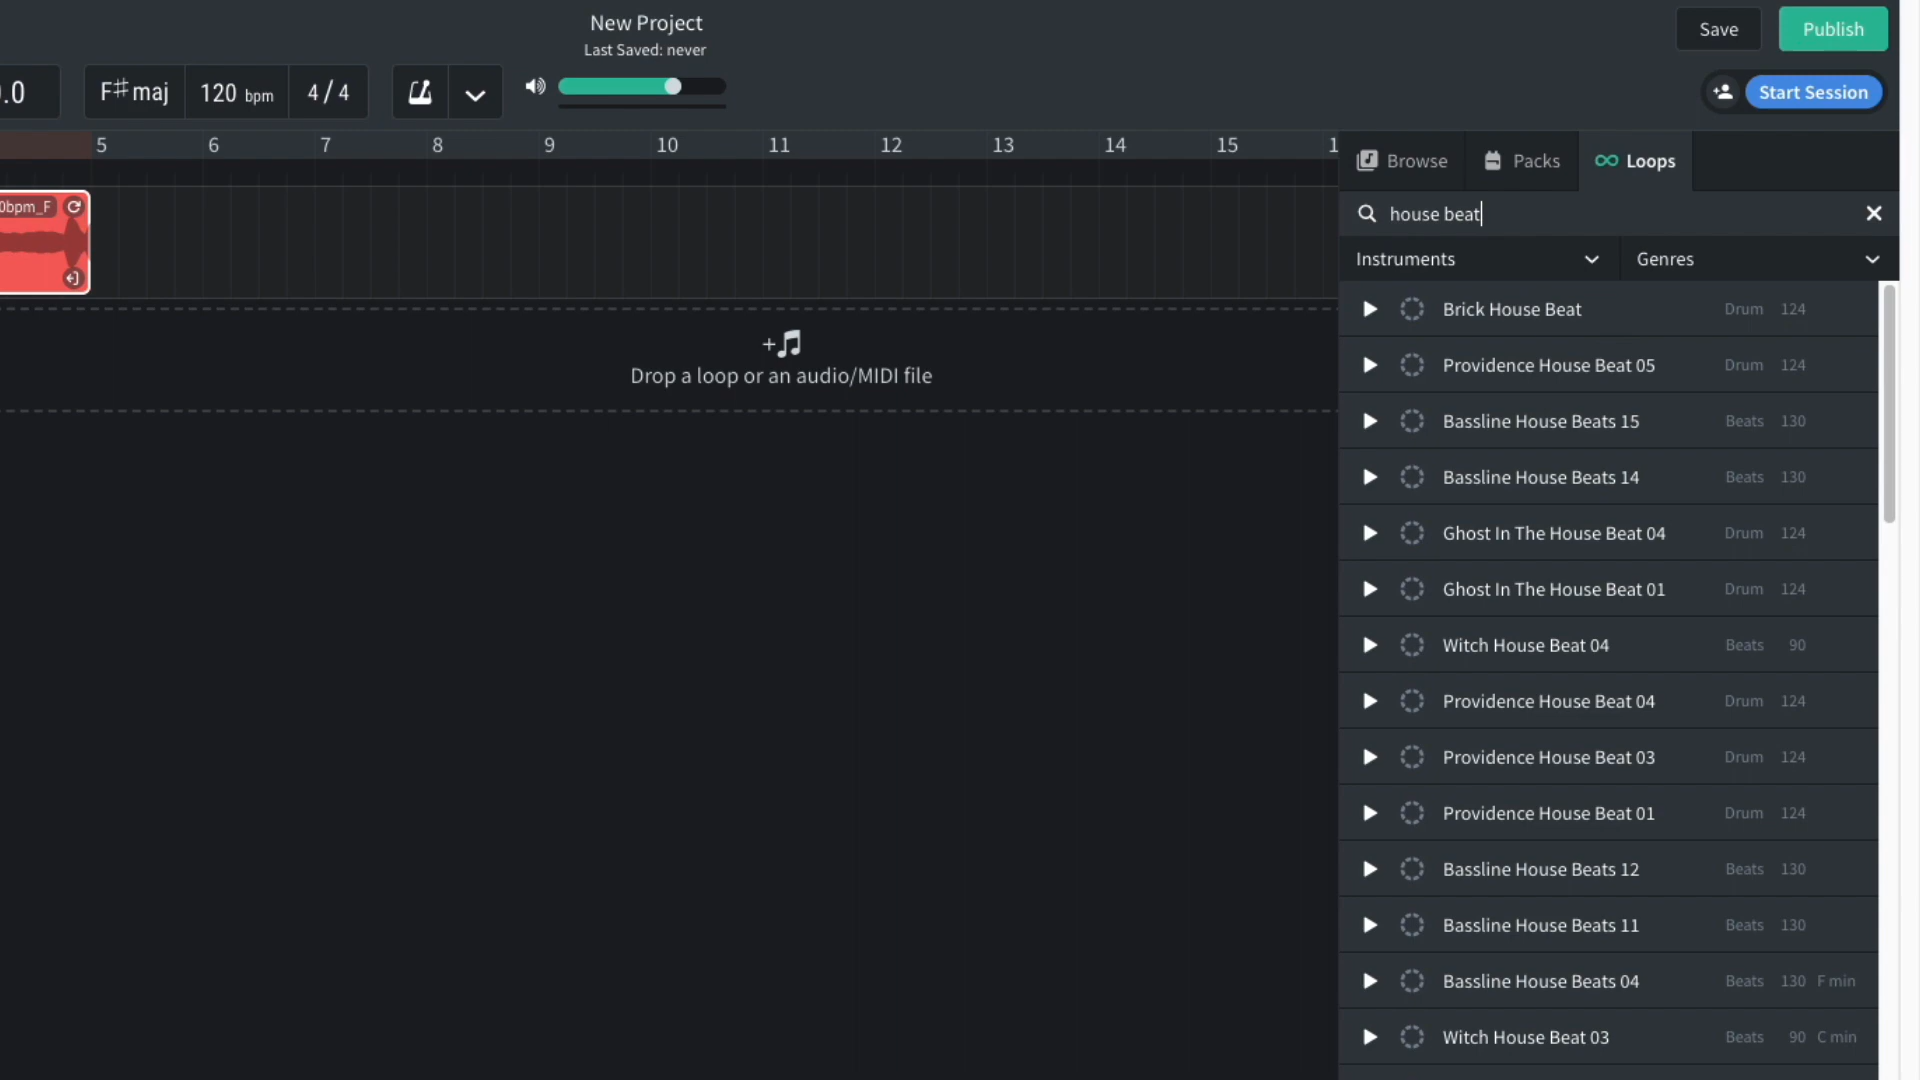 New Project
Last Saved: never
Save
Publish
.0
F♯maj
120 bpm
4 / 4
Start Session
5 6 7 8 9 10 11 12 13 14 15 1
Browse
Packs
Loops
0bpm_F
house beat
Instruments
Genres
Drop a loop or an audio/MIDI file
Brick House Beat Drum 124
Providence House Beat 05 Drum 124
Bassline House Beats 15 Beats 130
Bassline House Beats 14 Beats 130
Ghost In The House Beat 04 Drum 124
Ghost In The House Beat 01 Drum 124
Witch House Beat 04 Beats 90
Providence House Beat 04 Drum 124
Providence House Beat 03 Drum 124
Providence House Beat 01 Drum 124
Bassline House Beats 12 Beats 130
Bassline House Beats 11 Beats 130
Bassline House Beats 04 Beats 130 F min
Witch House Beat 03 Beats 90 C min